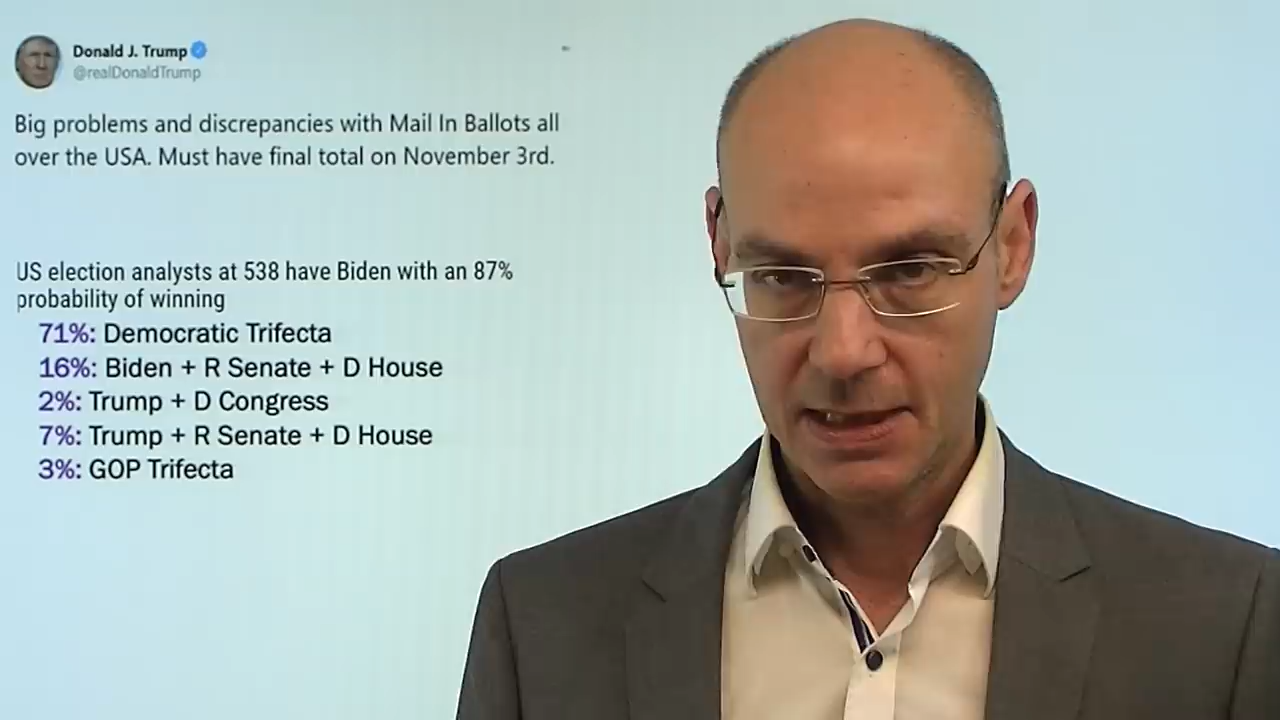 Donald J. Trump
@realDonaldTrump
Big problems and discrepancies with Mail In Ballots all
over the USA. Must have final total on November 3rd.
US election analysts at 538 have Biden with an 87%
probability of winning
71%: Democratic Trifecta
16%: Biden + R Senate + D House
2%: Trump + D Congress
7%: Trump + R Senate + D House
3%: GOP Trifecta